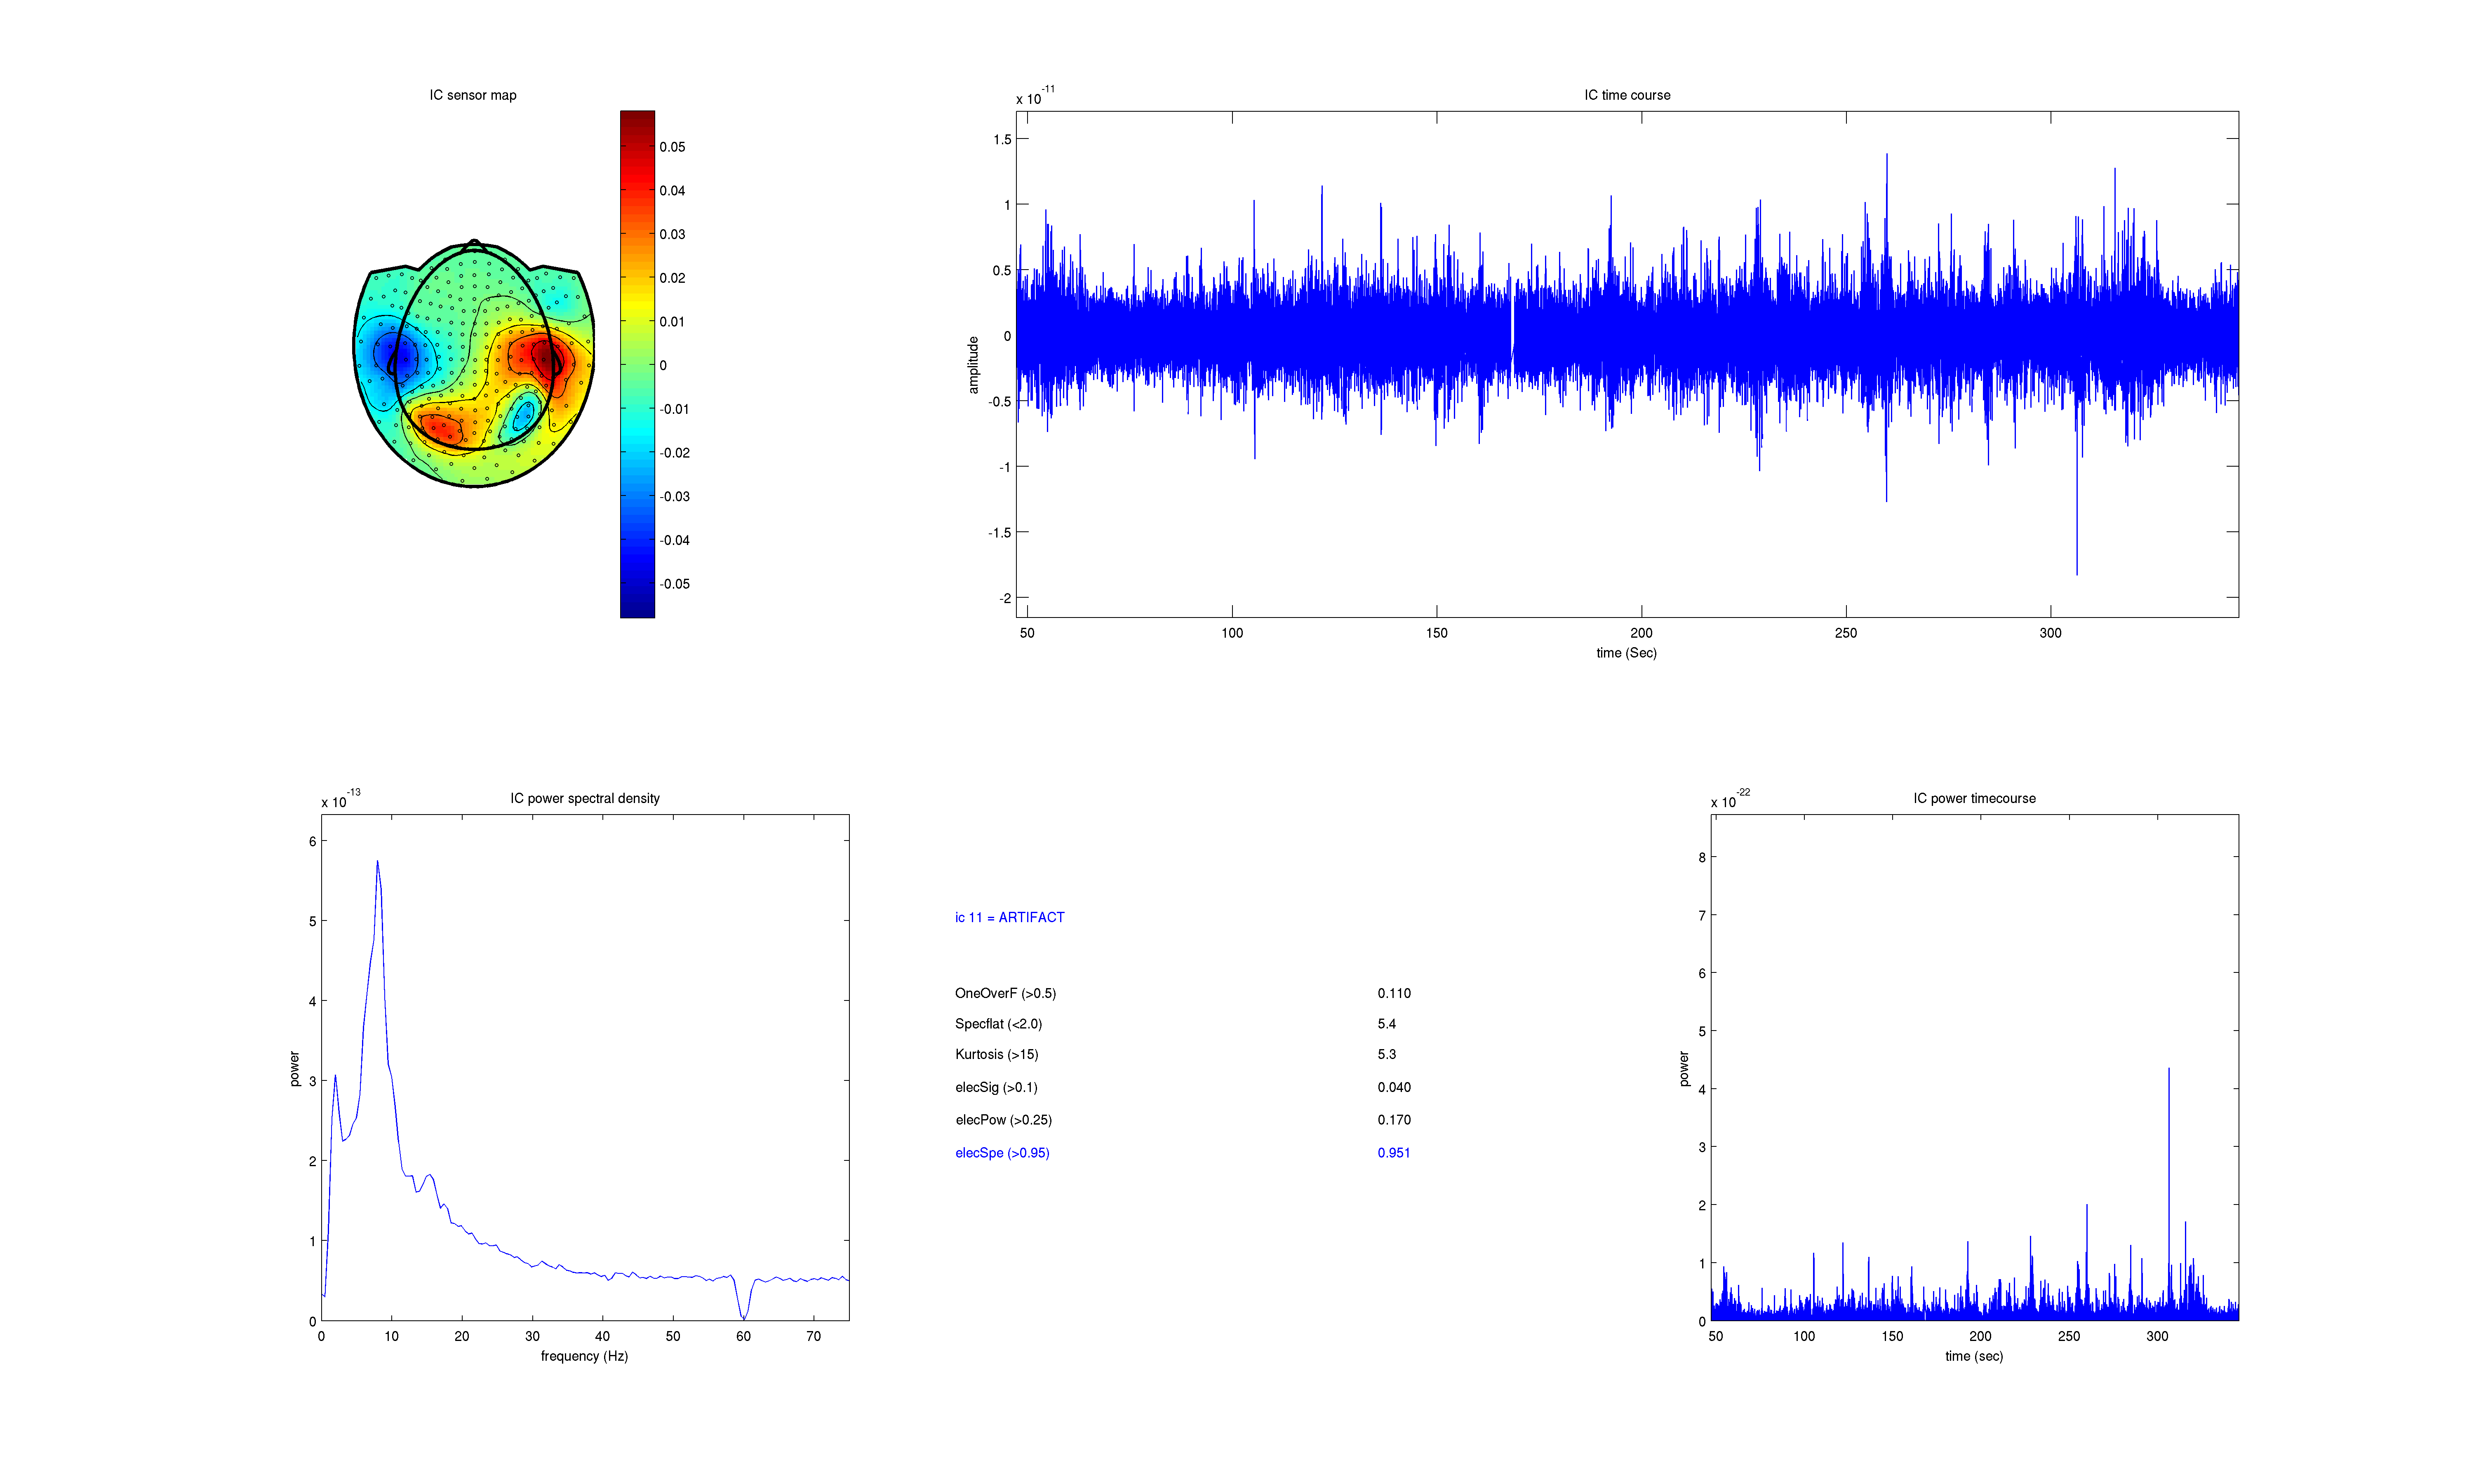 IC sensor map
0.05
0.04
0.03
0.02
0.01
0
-0.01
-0.02
-0.03
-0.04
-0.05
IC time course
x 10^-11
1.5
1
0.5
0
-0.5
-1
-1.5
-2
amplitude
50 100 150 200 250 300
time (Sec)
IC power spectral density
x 10^-13
6
5
4
3
2
1
0
power
0 10 20 30 40 50 60 70
frequency (Hz)
ic 11 = ARTIFACT
OneOverF (>0.5) 0.110
Specflat (<2.0) 5.4
Kurtosis (>15) 5.3
elecSig (>0.1) 0.040
elecPow (>0.25) 0.170
elecSpe (>0.95) 0.951
IC power timecourse
x 10^-22
8
7
6
5
4
3
2
1
0
power
50 100 150 200 250 300
time (sec)